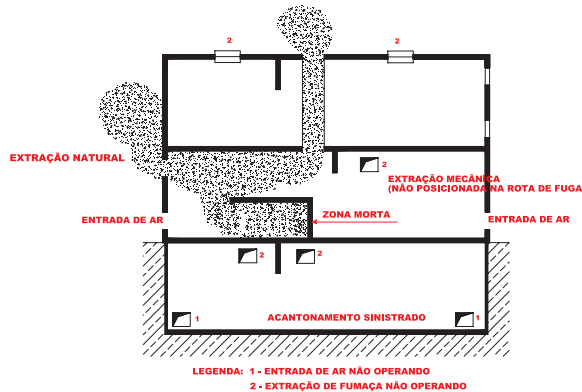 2
2
EXTRAÇÃO NATURAL
2
EXTRAÇÃO MECÂNICA
(NÃO POSICIONADA NA ROTA DE FUGA
ENTRADA DE AR
ZONA MORTA
ENTRADA DE AR
2
2
1
ACANTONAMENTO SINISTRADO
1
LEGENDA: 1 - ENTRADA DE AR NÃO OPERANDO
2 - EXTRAÇÃO DE FUMAÇA NÃO OPERANDO